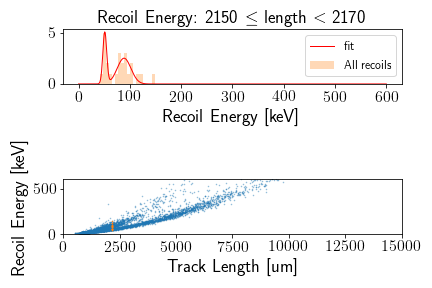 Recoil Energy: 2150 ≤ length < 2170
5
0
fit
All recoils
0 100 200 300 400 500 600
Recoil Energy [keV]
Recoil Energy [keV]
500
0
0 2500 5000 7500 10000 12500 15000
Track Length [um]